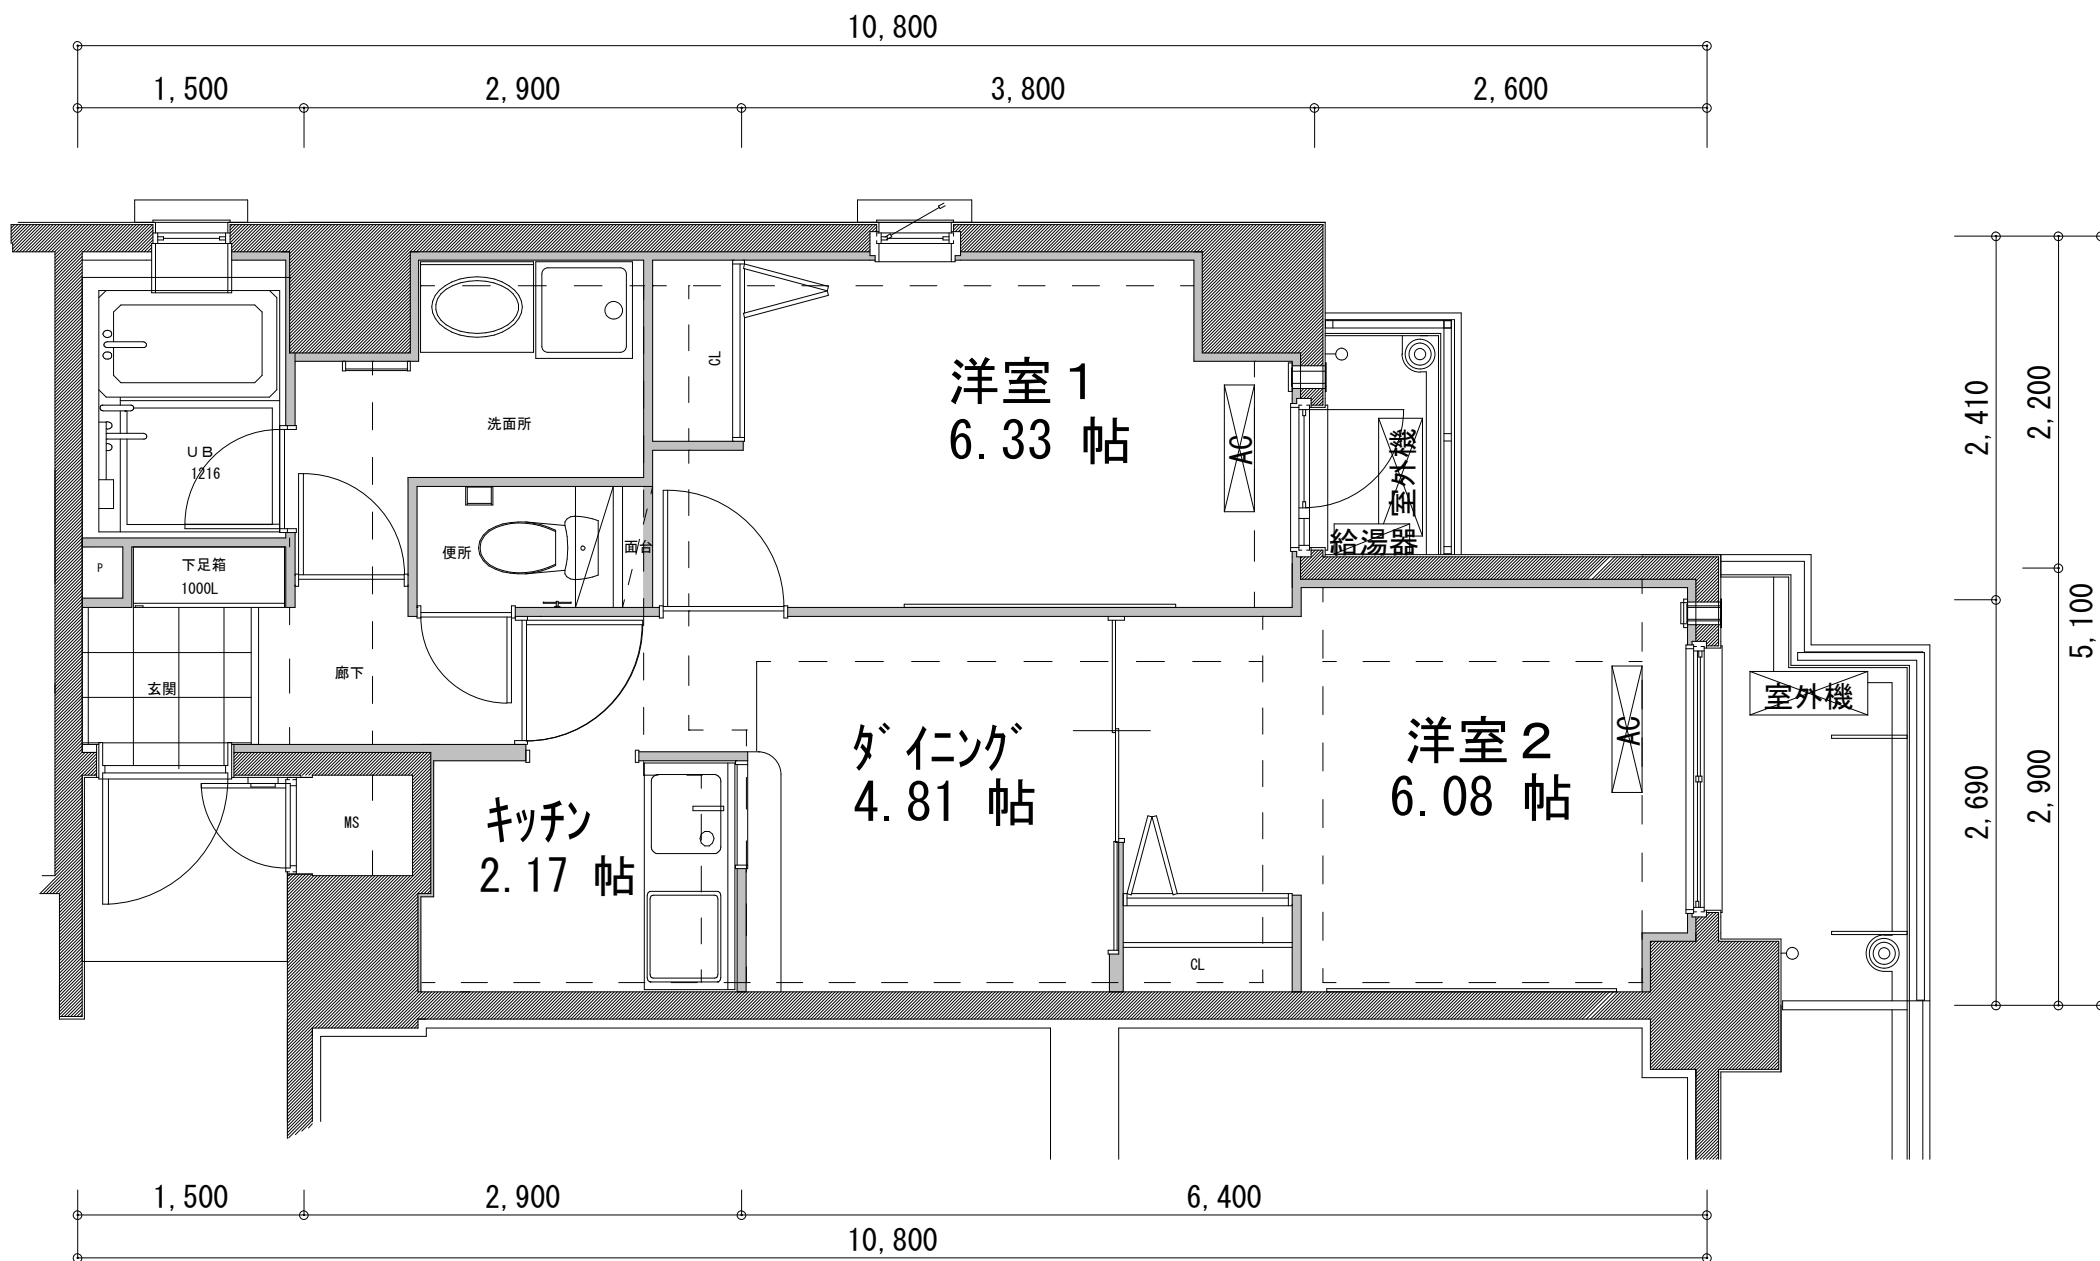 10,800
1,500
2,900
3,800
2,600
CL
洋室１
6.33 帖
AC
室外機
給湯器
洗面所
ＵＢ
1216
便所
面台
P
下足箱
1000L
玄関
廊下
MS
キッチン
2.17 帖
ダイニング
4.81 帖
洋室２
6.08 帖
AC
室外機
CL
2,410
2,200
2,690
2,900
5,100
1,500
2,900
6,400
10,800